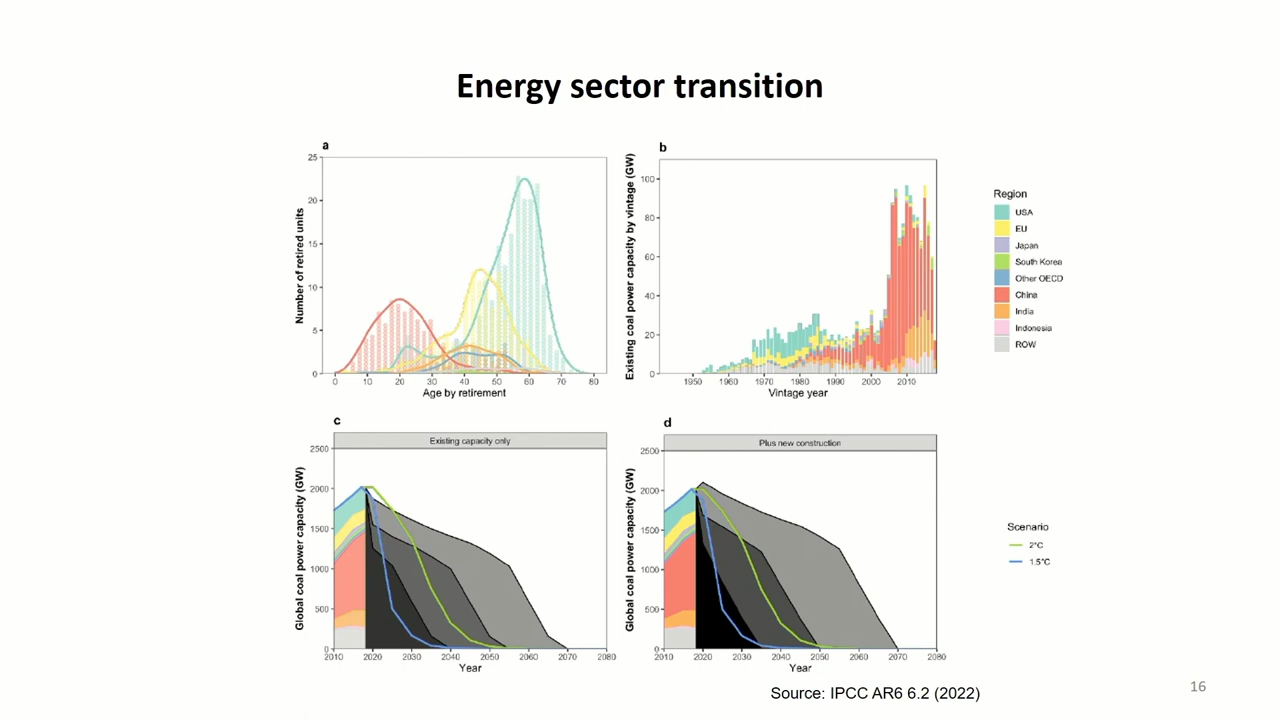 Energy sector transition
a
25
20
15
10
5
0
Number of retired units
0 10 20 30 40 50 60 70 80
Age by retirement
b
100
80
60
40
20
0
Existing coal power capacity by vintage (GW)
1950 1960 1970 1980 1990 2000 2010
Vintage year
Region
USA
EU
Japan
South Korea
Other OECD
China
India
Indonesia
ROW
c
Existing capacity only
2500
2000
1500
1000
500
0
Global coal power capacity (GW)
2010 2020 2030 2040 2050 2060 2070 2080
Year
d
Plus new construction
2500
2000
1500
1000
500
0
Global coal power capacity (GW)
2010 2020 2030 2040 2050 2060 2070 2080
Year
Scenario
2°C
1.5°C
Source: IPCC AR6 6.2 (2022)
16